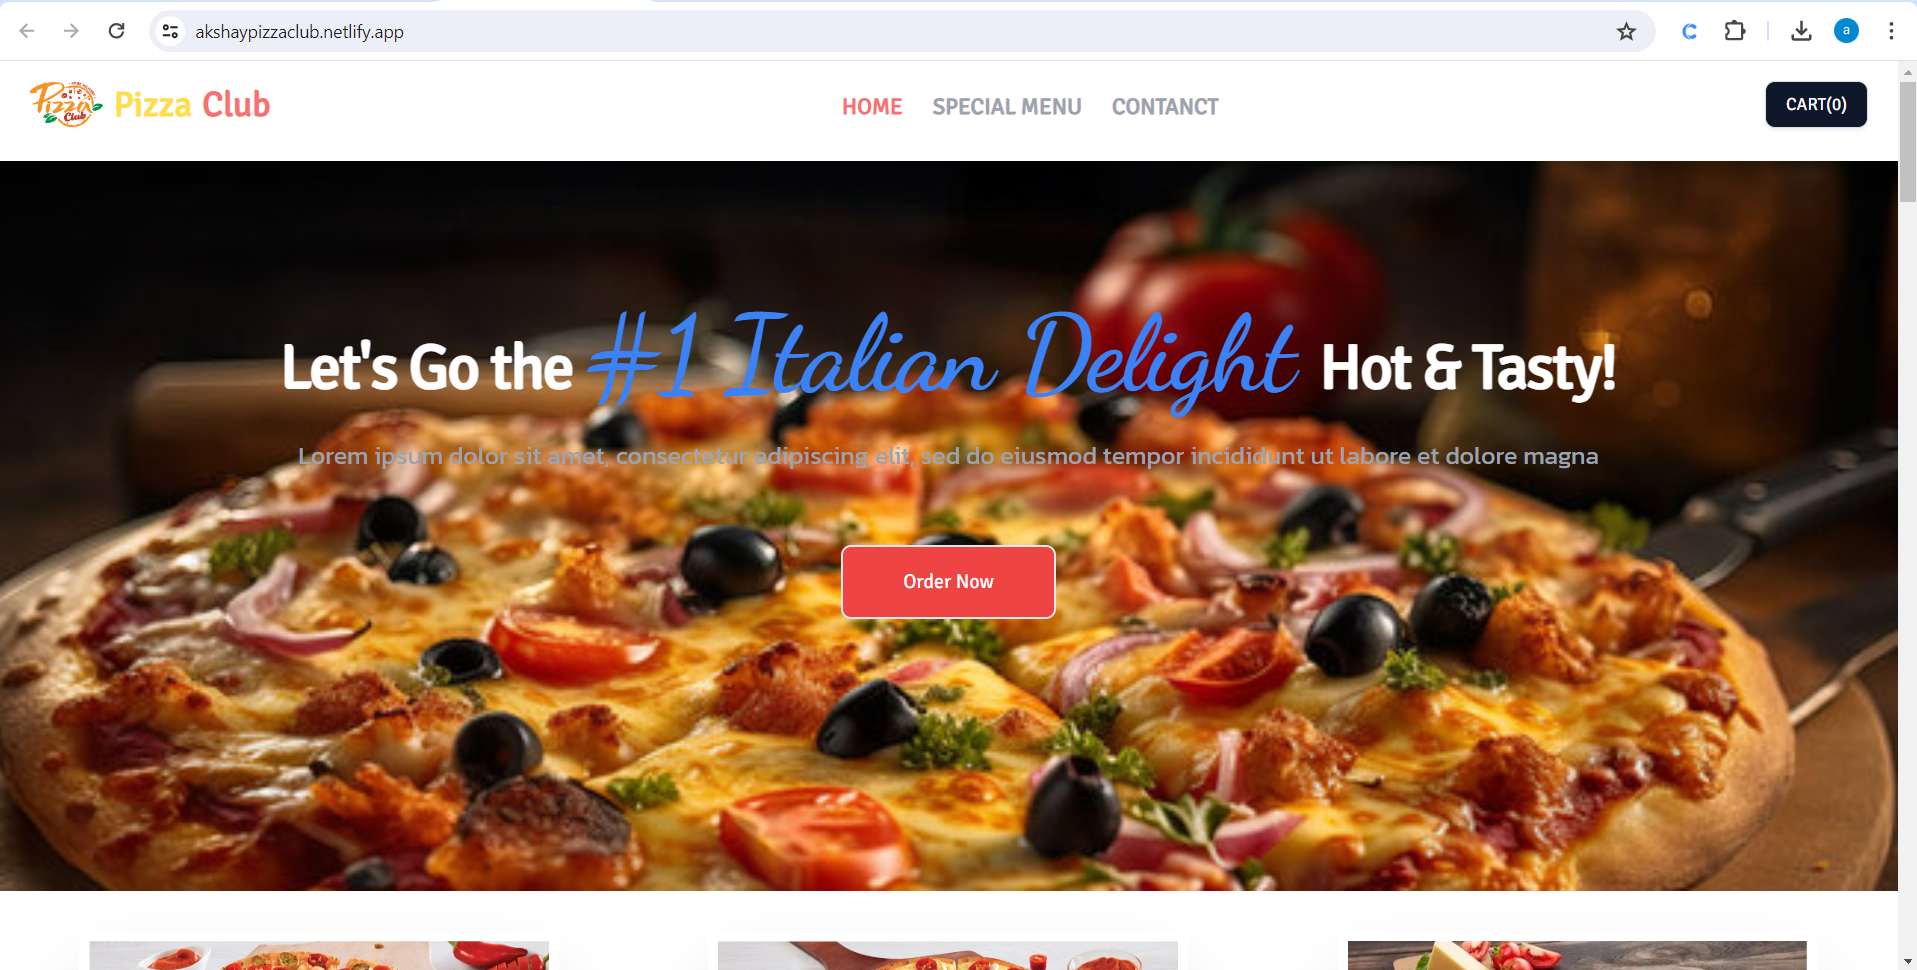 akshaypizzaclub.netlify.app
a
Pizza Club
Pizza Club
HOME SPECIAL MENU CONTANCT
CART(0)
Let's Go the #1 Italian Delight Hot & Tasty!
Lorem ipsum dolor sit amet, consectetur adipiscing elit, sed do eiusmod tempor incididunt ut labore et dolore magna
Order Now